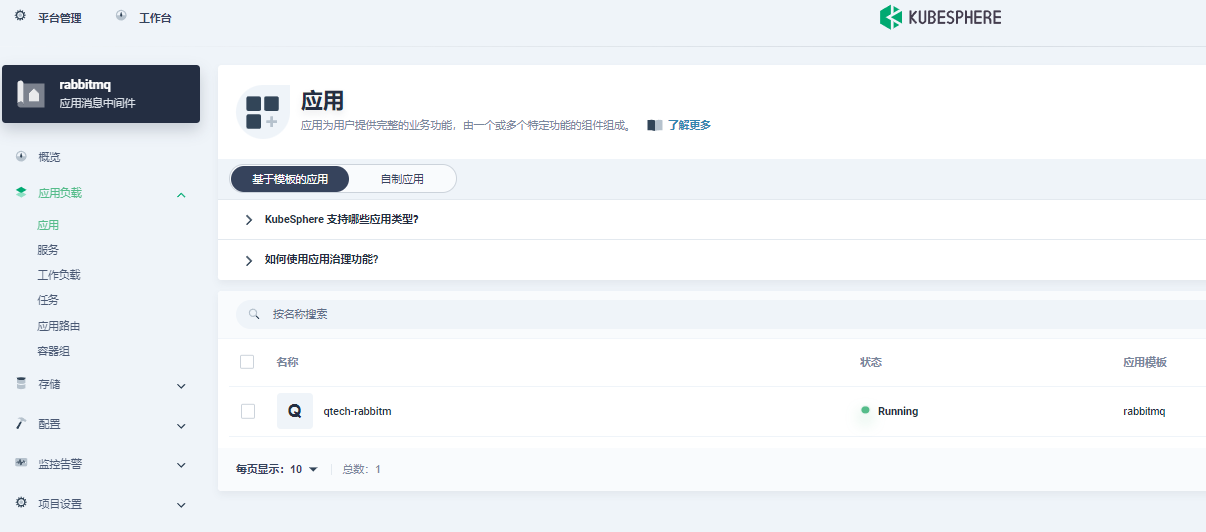 平台管理
工作台
KUBESPHERE
rabbitmq
应用消息中间件
概览
应用负载
应用
服务
工作负载
任务
应用路由
容器组
存储
配置
监控告警
项目设置
应用
应用为用户提供完整的业务功能，由一个或多个特定功能的组件组成。 了解更多
基于模板的应用 自制应用
KubeSphere 支持哪些应用类型?
如何使用应用治理功能?
按名称搜索
名称 状态 应用模板
Q qtech-rabbitm Running rabbitmq
每页显示: 10 总数: 1